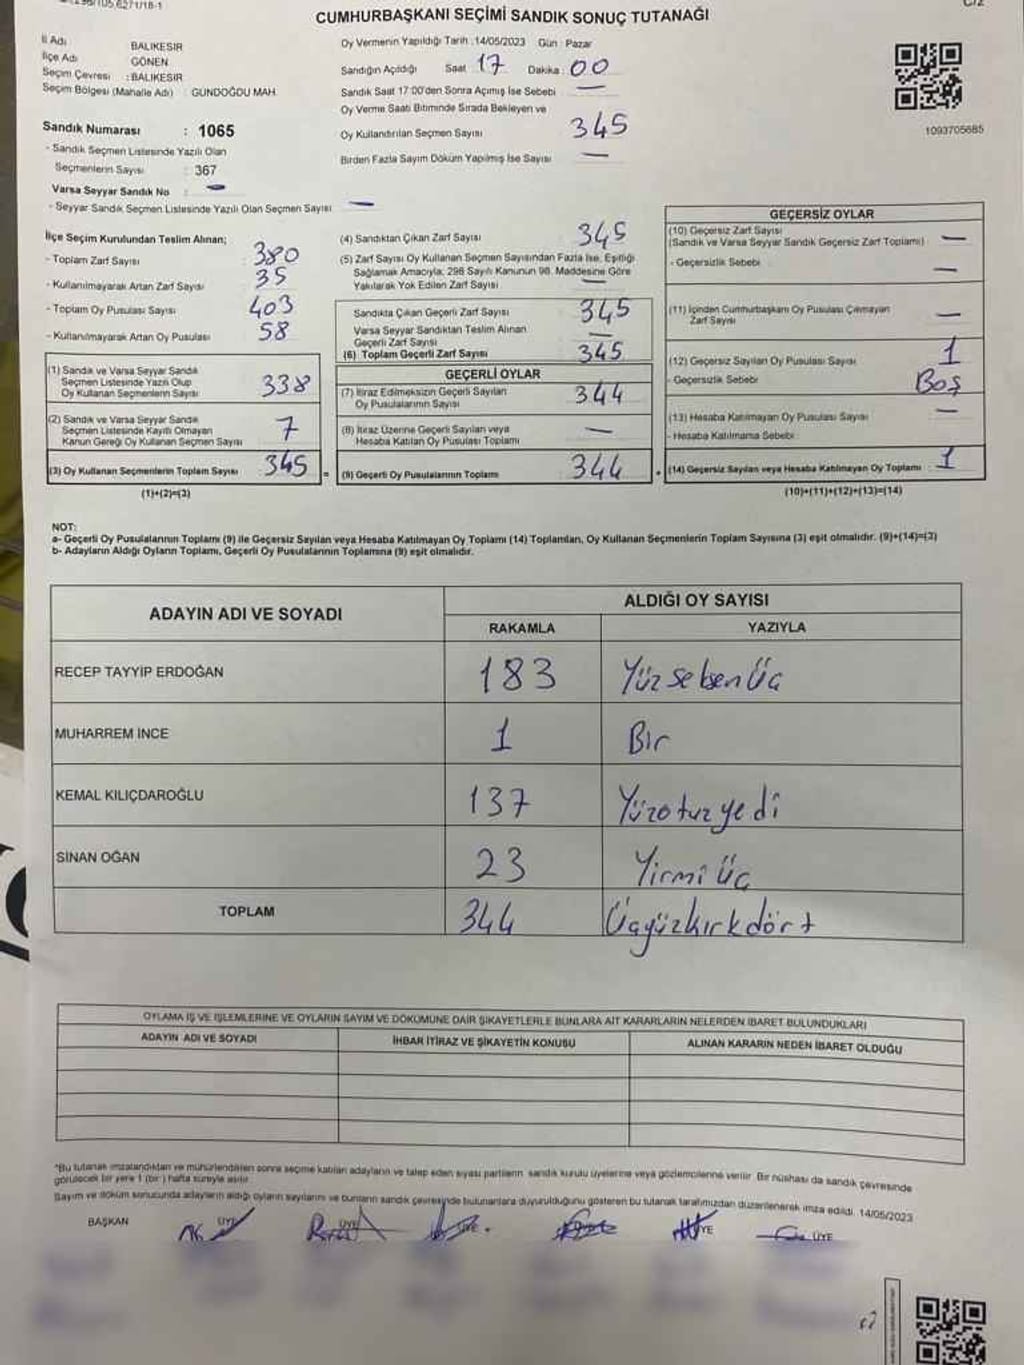 CUMHURBAŞKANI SEÇİMİ SANDIK SONUÇ TUTANAĞI
C/2
İl Adı BALIKESİR
İlçe Adı GÖNEN
Seçim Çevresi : BALIKESİR
Seçim Bölgesi (Mahalle Adı) : GÜNDOĞDU MAH.
Sandık Numarası : 1065
- Sandık Seçmen Listesinde Yazılı Olan
Seçmenlerin Sayısı 367
Varsa Seyyar Sandık No : —
- Seyyar Sandık Seçmen Listesinde Yazılı Olan Seçmen Sayısı —
Oy Vermenin Yapıldığı Tarih : 14/05/2023 Gün : Pazar
Sandığın Açıldığı Saat 17 Dakika : 00
Sandık Saat 17:00'den Sonra Açımış İse Sebebi —
Oy Verme Saati Bitiminde Sırada Bekleyen ve
Oy Kullandırılan Seçmen Sayısı 345
Birden Fazla Sayım Döküm Yapılmış İse Sayısı —
1093705685
İlçe Seçim Kurulundan Teslim Alınan;
- Toplam Zarf Sayısı 380
- Kullanılmayarak Artan Zarf Sayısı 35
- Toplam Oy Pusulası Sayısı 403
- Kullanılmayarak Artan Oy Pusulası 58
(1) Sandık ve Varsa Seyyar Sandık
Seçmen Listesinde Yazılı Olup
Oy Kullanan Seçmenlerin Sayısı 338
(2) Sandık ve Varsa Seyyar Sandık
Seçmen Listesinde Kayıtlı Olmayan
Kanun Gereği Oy Kullanan Seçmen Sayısı 7
(3) Oy Kullanan Seçmenlerin Toplam Sayısı 345 =
(1)+(2)=(3)
(4) Sandıktan Çıkan Zarf Sayısı 345
(5) Zarf Sayısı Oy Kullanan Seçmen Sayısından Fazla İse, Eşitliği
Sağlamak Amacıyla; 298 Sayılı Kanunun 98. Maddesine Göre
Yakılarak Yok Edilen Zarf Sayısı —
Sandıkta Çıkan Geçerli Zarf Sayısı 345
Varsa Seyyar Sandıktan Teslim Alınan
Geçerli Zarf Sayısı —
(6) Toplam Geçerli Zarf Sayısı 345
GEÇERLİ OYLAR
(7) İtiraz Edilmeksizin Geçerli Sayılan
Oy Pusulalarının Sayısı 344
(8) İtiraz Üzerine Geçerli Sayılan veya
Hesaba Katılan Oy Pusulası Toplamı —
(9) Geçerli Oy Pusulalarının Toplamı 344 +
GEÇERSİZ OYLAR
(10) Geçersiz Zarf Sayısı
(Sandık ve Varsa Seyyar Sandık Geçersiz Zarf Toplamı) —
- Geçersizlik Sebebi —
(11) İçinden Cumhurbaşkanı Oy Pusulası Çıkmayan
Zarf Sayısı —
(12) Geçersiz Sayılan Oy Pusulası Sayısı 1
- Geçersizlik Sebebi Boş
(13) Hesaba Katılmayan Oy Pusulası Sayısı —
- Hesaba Katılmama Sebebi
(14) Geçersiz Sayılan veya Hesaba Katılmayan Oy Toplamı : 1
(10)+(11)+(12)+(13)=(14)
NOT:
a- Geçerli Oy Pusulalarının Toplamı (9) ile Geçersiz Sayılan veya Hesaba Katılmayan Oy Toplamı (14) Toplamları, Oy Kullanan Seçmenlerin Toplam Sayısına (3) eşit olmalıdır. (9)+(14)=(3)
b- Adayların Aldığı Oyların Toplamı, Geçerli Oy Pusulalarının Toplamına (9) eşit olmalıdır.
ADAYIN ADI VE SOYADI ALDIĞI OY SAYISI
RAKAMLA YAZIYLA
RECEP TAYYİP ERDOĞAN 183 Yüzseksenüç
MUHARREM İNCE 1 Bir
KEMAL KILIÇDAROĞLU 137 Yüzotuzyedi
SİNAN OĞAN 23 Yirmi Üç
TOPLAM 344 Üçyüzkırkdört
OYLAMA İŞ VE İŞLEMLERİNE VE OYLARIN SAYIM VE DÖKÜMÜNE DAİR ŞİKAYETLERLE BUNLARA AİT KARARLARIN NELERDEN İBARET BULUNDUKLARI
ADAYIN ADI VE SOYADI İHBAR İTİRAZ VE ŞİKAYETİN KONUSU ALINAN KARARIN NEDEN İBARET OLDUĞU
*Bu tutanak imzalandıktan ve mühürlendikten sonra seçime katılan adayların ve talep eden siyasi partilerin sandık kurulu üyelerine veya gözlemcilerine verilir. Bir nüshası da sandık çevresinde
görülecek bir yere 1 (bir) hafta süreyle asılır.
Sayım ve döküm sonucunda adayların aldığı oyların sayılarını ve bunların sandık çevresinde bulunanlara duyurulduğunu gösteren bu tutanak tarafımızdan düzenlenerek imza edildi. 14/05/2023
BAŞKAN ÜYE ÜYE ÜYE ÜYE